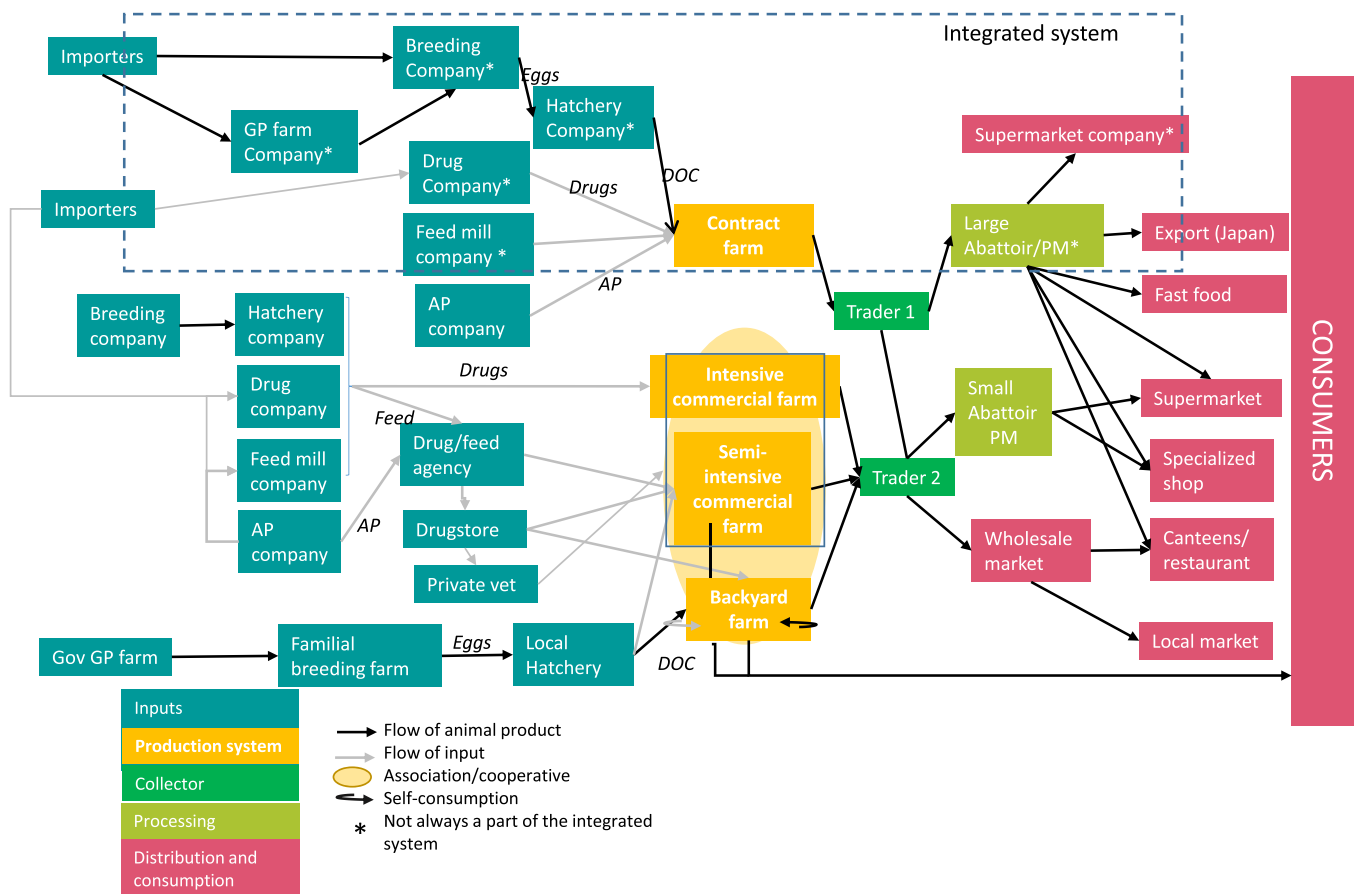 Integrated system
Importers
Breeding
Company*
Eggs
Hatchery
Company*
GP farm
Company*
Supermarket company*
Drug
Company*
Drugs
DOC
Importers
Contract
farm
Large
Abattoir/PM*
Export (Japan)
Feed mill
company *
AP
AP
company
Trader 1
Fast food
Breeding
company
Hatchery
company
Drugs
Intensive
commercial farm
Small
Abattoir
PM
Supermarket
CONSUMERS
Drug
company
Feed
Drug/feed
agency
Semi-
intensive
commercial
farm
Trader 2
Specialized
shop
Feed mill
company
AP
company
AP
Drugstore
Private vet
Wholesale
market
Canteens/
restaurant
Backyard
farm
Local market
Gov GP farm
Familial
breeding farm
Eggs
Local
Hatchery
DOC
Inputs
Production system
Collector
Processing
Distribution and
consumption
Flow of animal product
Flow of input
Association/cooperative
Self-consumption
* Not always a part of the integrated
system